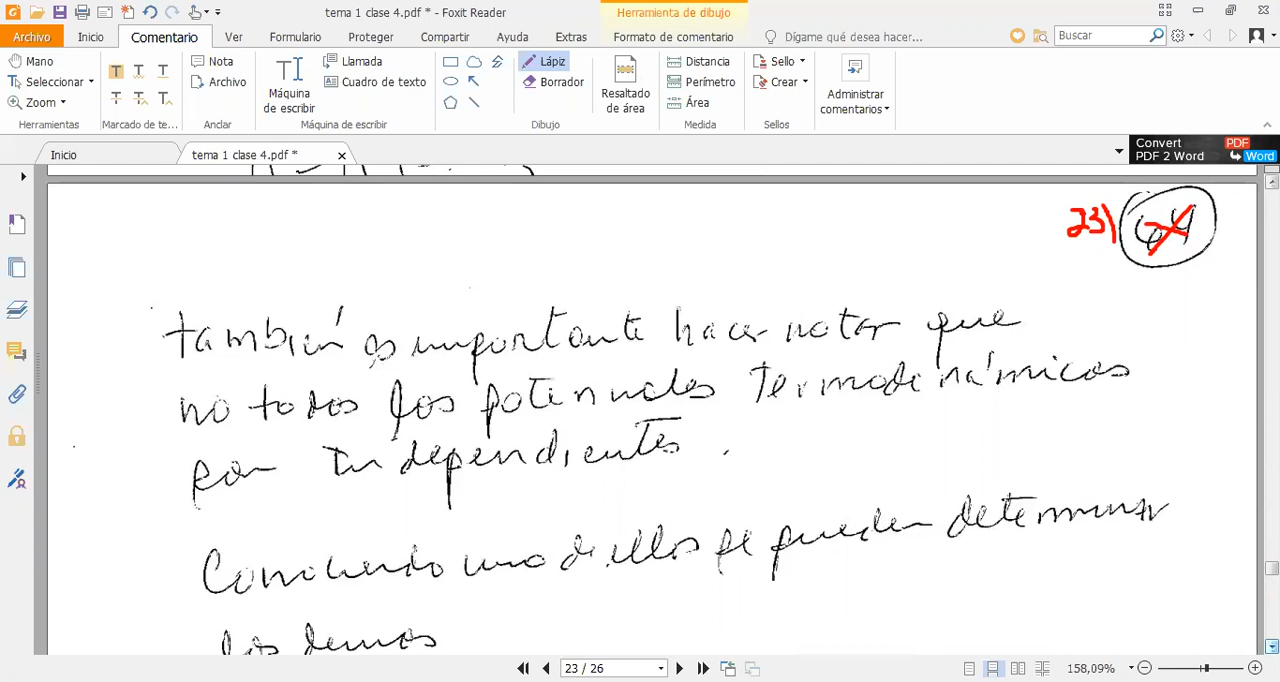 tema 1 clase 4.pdf * - Foxit Reader
Herramienta de dibujo
Archivo Inicio Comentario Ver Formulario Proteger Compartir Ayuda Extras Formato de comentario Dígame qué desea hacer... Buscar
Mano
Seleccionar
Zoom
Herramientas
T T T
T T T
Marcado de te...
Nota
Archivo
Anclar
Máquina de escribir
Llamada
Cuadro de texto
Máquina de escribir
Lápiz
Borrador
Dibujo
Resaltado de área
Distancia
Perímetro
Área
Medida
Sello
Crear
Sellos
Administrar comentarios
Inicio
tema 1 clase 4.pdf *
Convert PDF
PDF 2 Word Word
23) 64
también es importante hacer notar que
no todos los potenciales termodinámicos
son independientes.
Conociendo uno de ellos se pueden determinar
los demas
23 / 26
158,09%